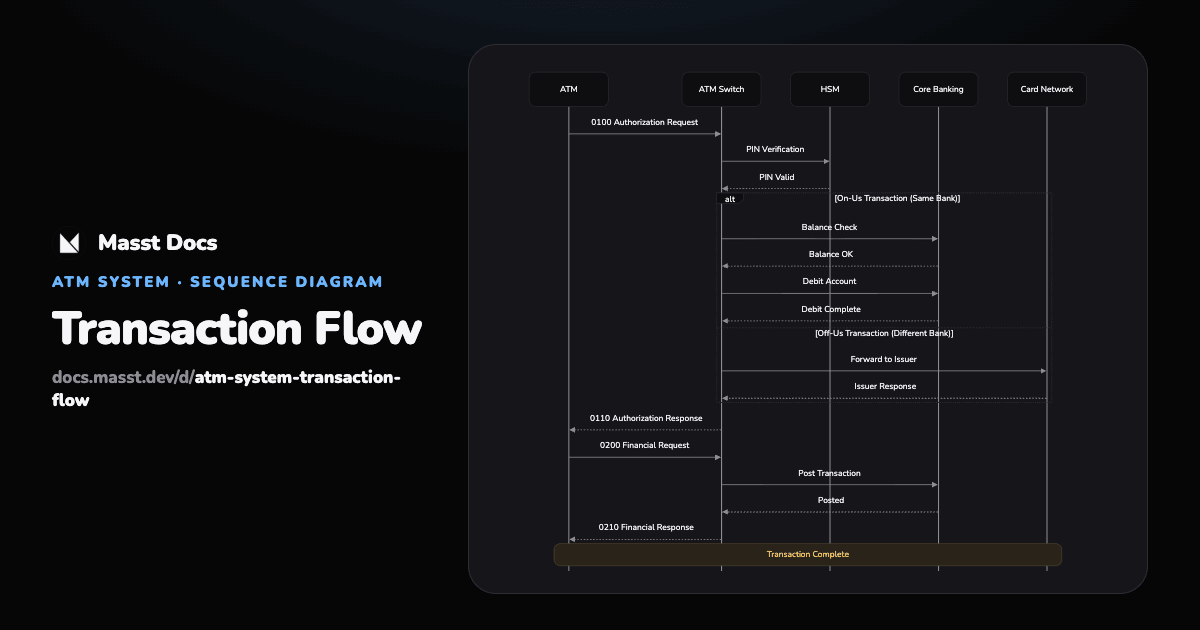 Masst Docs
ATM SYSTEM · SEQUENCE DIAGRAM
Transaction Flow
docs.masst.dev/d/atm-system-transaction-
flow
ATM
ATM Switch
HSM
Core Banking
Card Network
0100 Authorization Request
PIN Verification
PIN Valid
alt
[On-Us Transaction (Same Bank)]
Balance Check
Balance OK
Debit Account
Debit Complete
[Off-Us Transaction (Different Bank)]
Forward to Issuer
Issuer Response
0110 Authorization Response
0200 Financial Request
Post Transaction
Posted
0210 Financial Response
Transaction Complete